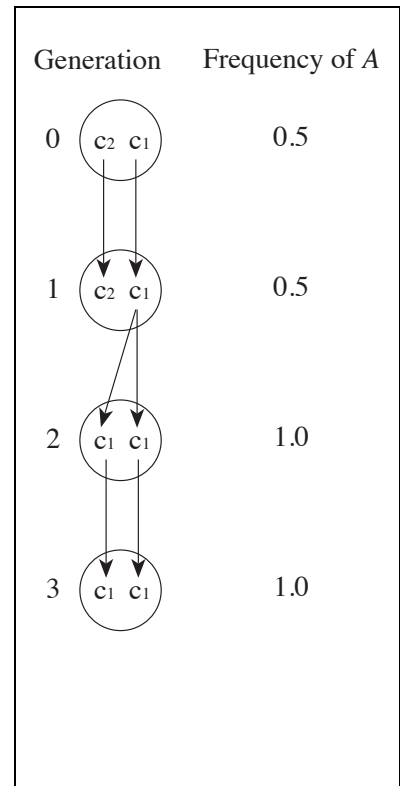 Generation Frequency of A
0 c2 c1 0.5
1 c2 c1 0.5
2 c1 c1 1.0
3 c1 c1 1.0